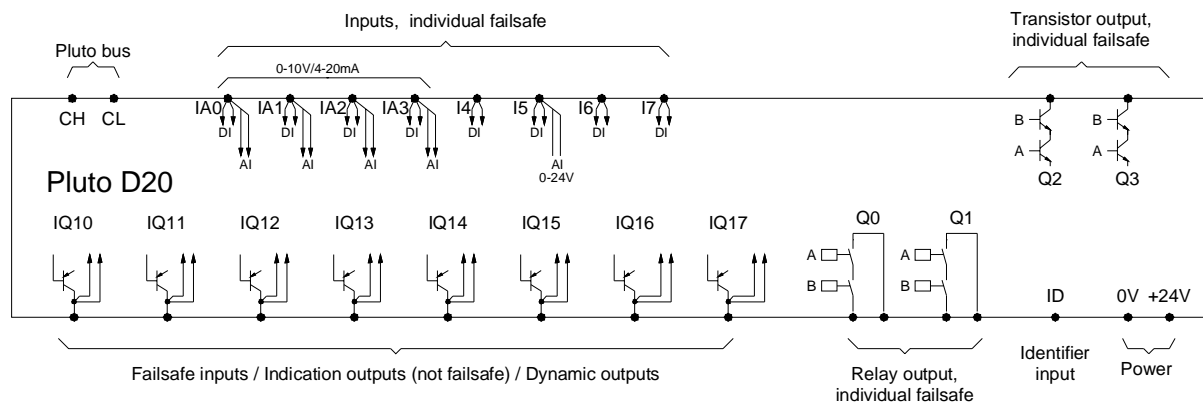 Inputs, individual failsafe
Transistor output,
individual failsafe
Pluto bus
0-10V/4-20mA
CH CL
IA0 IA1 IA2 IA3 I4 I5 I6 I7
DI DI DI DI DI DI DI DI
AI AI AI AI AI
0-24V
B B
A A
Q2 Q3
Pluto D20
IQ10 IQ11 IQ12 IQ13 IQ14 IQ15 IQ16 IQ17
Q0 Q1
A A
B B
ID 0V +24V
Failsafe inputs / Indication outputs (not failsafe) / Dynamic outputs
Relay output,
individual failsafe
Identifier
input
Power